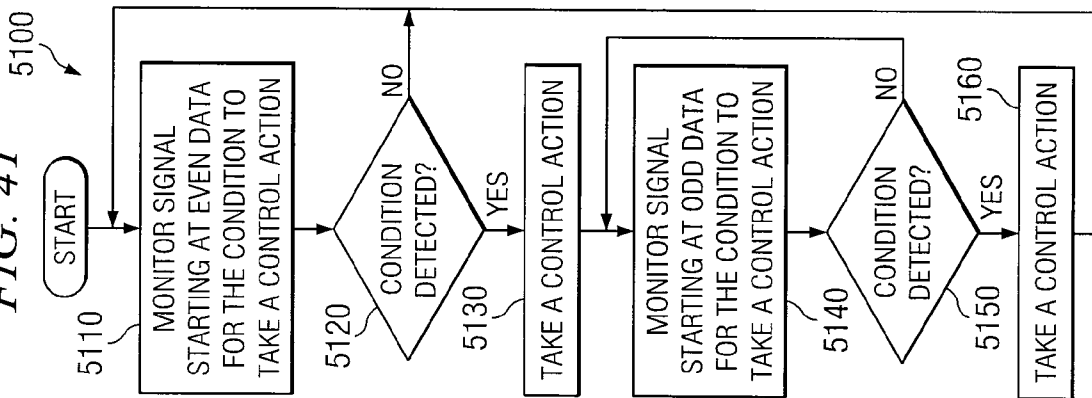 FIG. 41
5100
START
5110
MONITOR SIGNAL
STARTING AT EVEN DATA
FOR THE CONDITION TO
TAKE A CONTROL ACTION
5120
CONDITION
DETECTED?
NO
YES
5130
TAKE A CONTROL ACTION
MONITOR SIGNAL
STARTING AT ODD DATA
FOR THE CONDITION TO
TAKE A CONTROL ACTION
5140
CONDITION
DETECTED?
NO
5150
YES
5160
TAKE A CONTROL ACTION